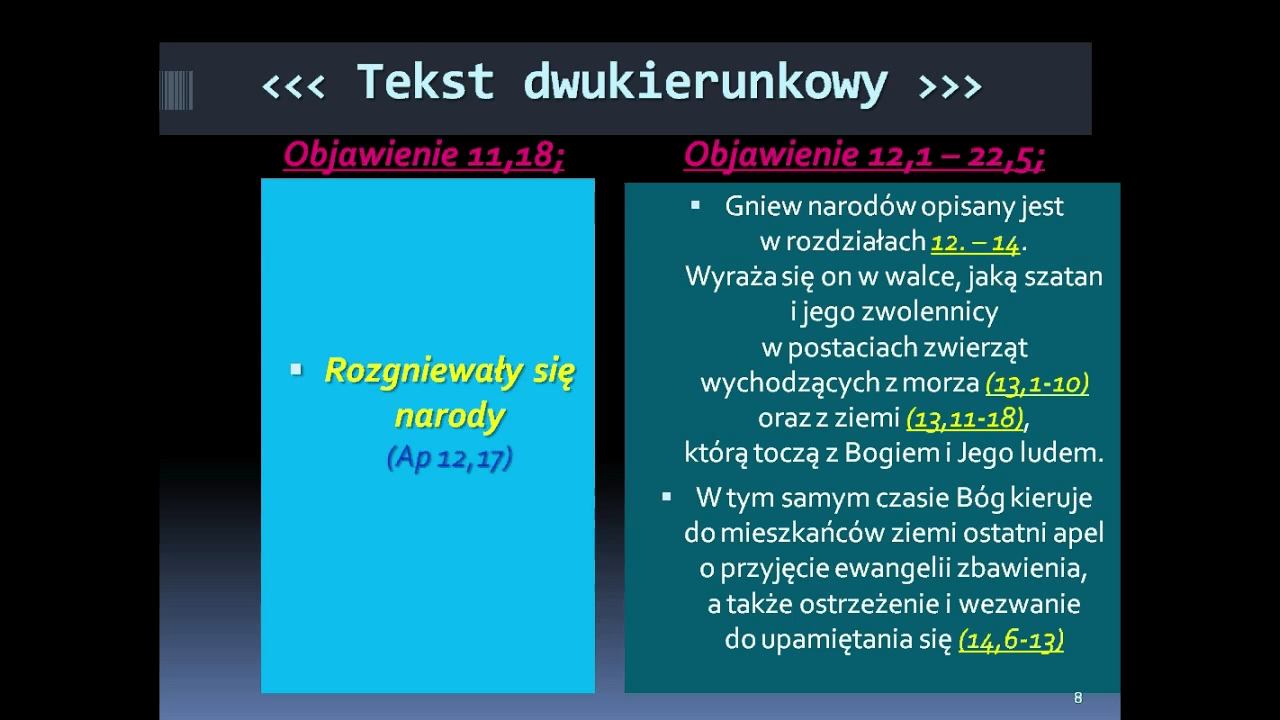 <<< Tekst dwukierunkowy >>>
Objawienie 11,18;
▪ Rozgniewały się
narody
(Ap 12,17)
Objawienie 12,1 – 22,5;
▪ Gniew narodów opisany jest
w rozdziałach 12. – 14.
Wyraża się on w walce, jaką szatan
i jego zwolennicy
w postaciach zwierząt
wychodzących z morza (13,1-10)
oraz z ziemi (13,11-18),
którą toczą z Bogiem i Jego ludem.
▪ W tym samym czasie Bóg kieruje
do mieszkańców ziemi ostatni apel
o przyjęcie ewangelii zbawienia,
a także ostrzeżenie i wezwanie
do upamiętania się (14,6-13)
8